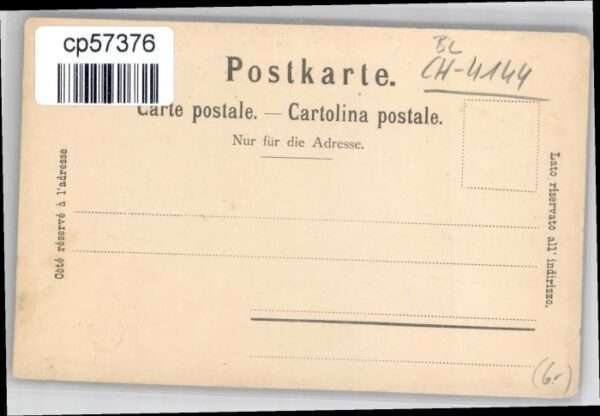 cp57376
BL
CH-4144
Postkarte.
Carte postale. — Cartolina postale.
Nur für die Adresse.
Côté réservé à l'adresse
Lato riservato all' indirizzo.
(6.-)